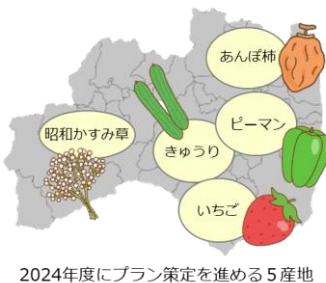 あんぽ柿
ピーマン
昭和かすみ草
きゅうり
いちご
2024年度にプラン策定を進める5産地